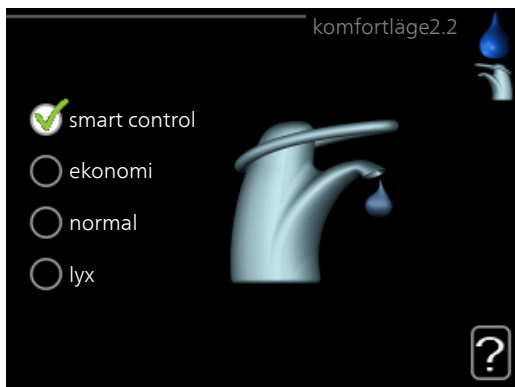 komfortläge2.2
smart control
ekonomi
normal
lyx
?